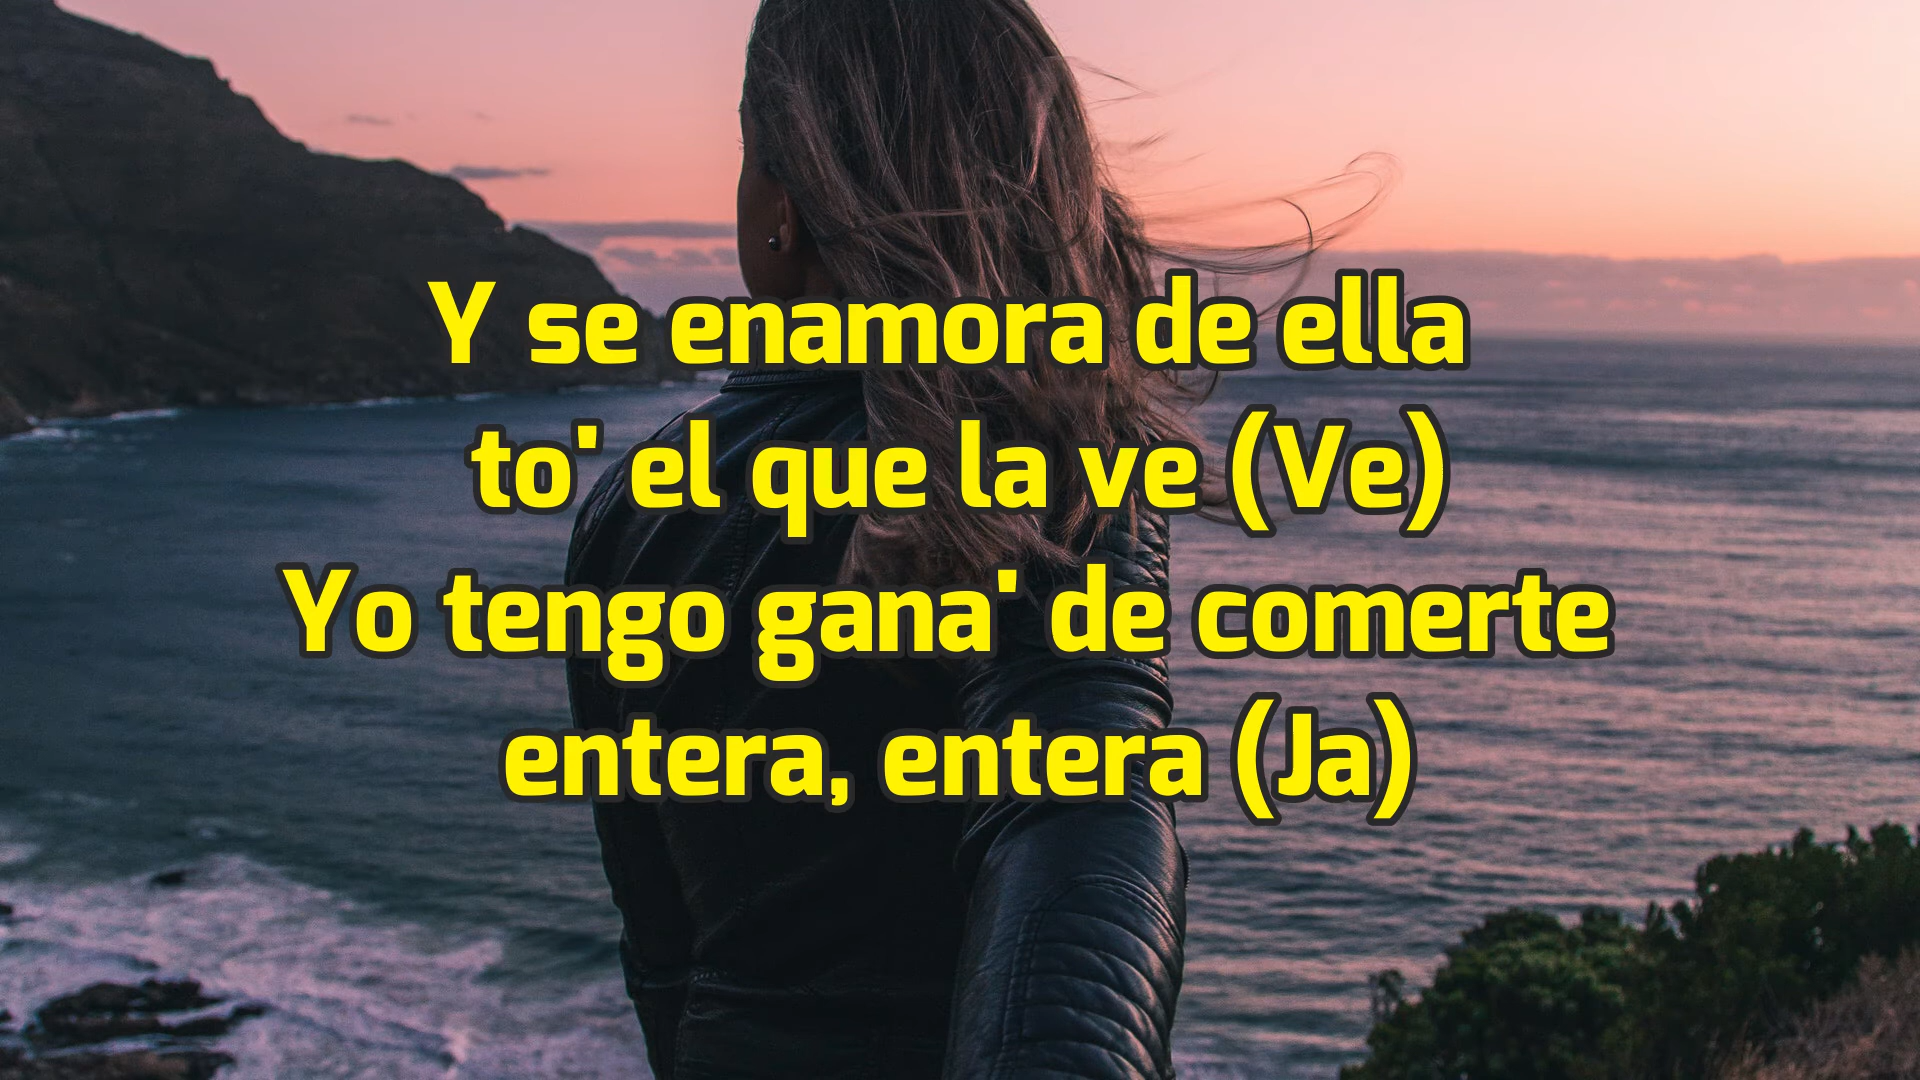 Y se enamora de ella
to' el que la ve (Ve)
Yo tengo gana' de comerte
entera, entera (Ja)